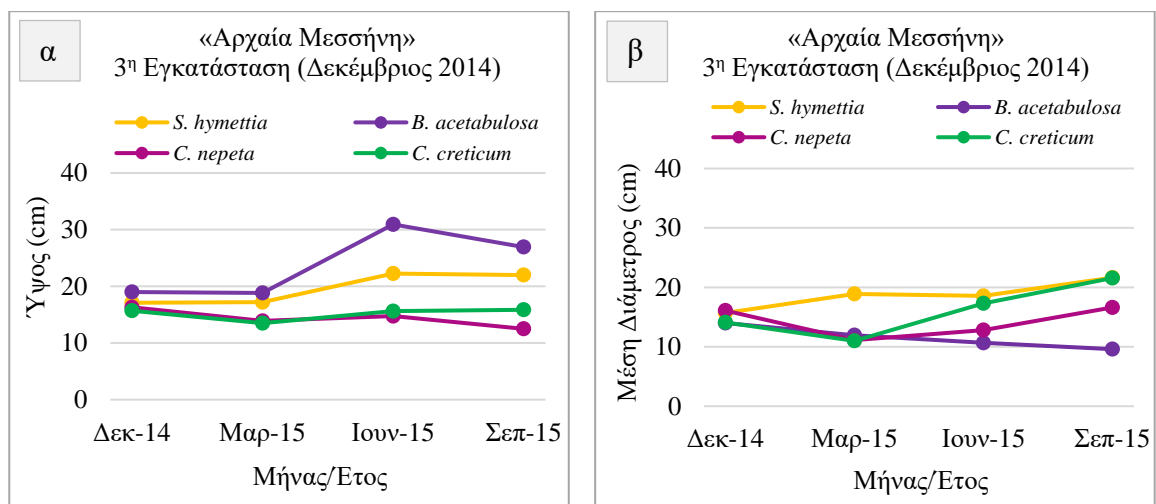 α
«Αρχαία Μεσσήνη»
3η Εγκατάσταση (Δεκέμβριος 2014)
S. hymettia
B. acetabulosa
C. nepeta
C. creticum
Ύψος (cm)
40
30
20
10
0
Δεκ-14
Μαρ-15
Ιουν-15
Σεπ-15
Μήνας/Έτος
β
«Αρχαία Μεσσήνη»
3η Εγκατάσταση (Δεκέμβριος 2014)
S. hymettia
B. acetabulosa
C. nepeta
C. creticum
Μέση Διάμετρος (cm)
40
30
20
10
0
Δεκ-14
Μαρ-15
Ιουν-15
Σεπ-15
Μήνας/Έτος